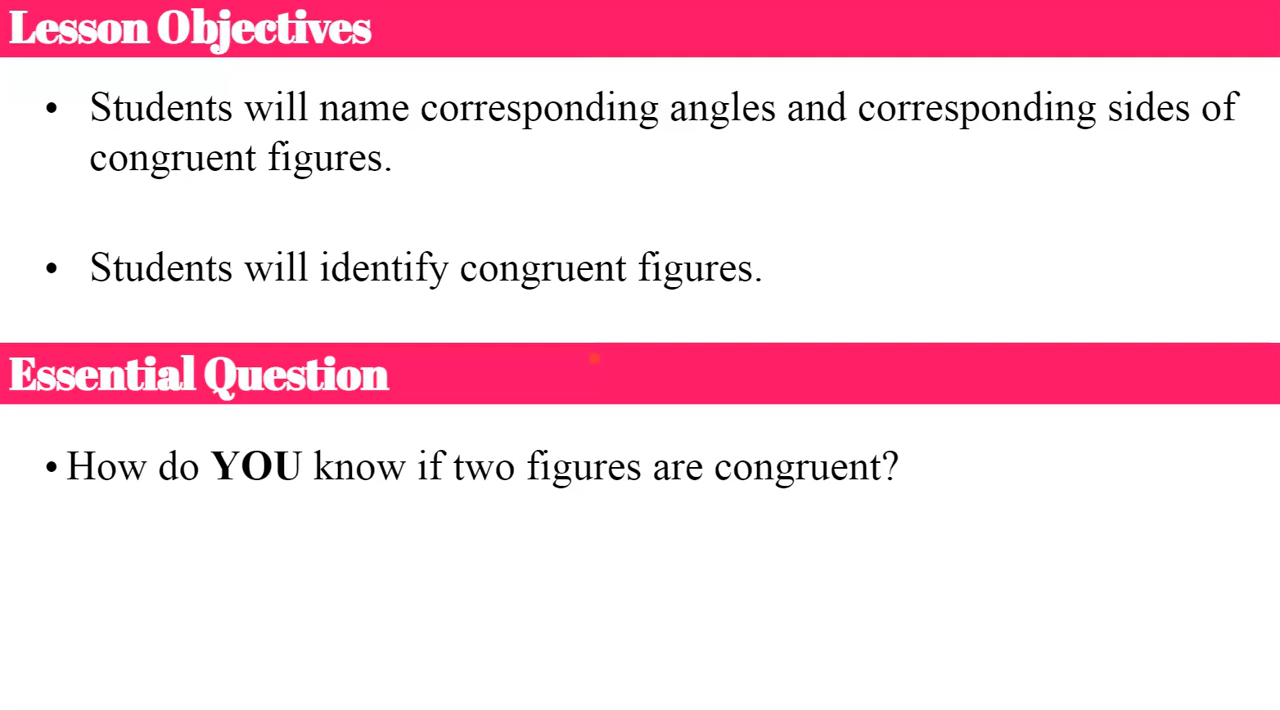 Lesson Objectives
• Students will name corresponding angles and corresponding sides of
congruent figures.
• Students will identify congruent figures.
Essential Question
• How do YOU know if two figures are congruent?